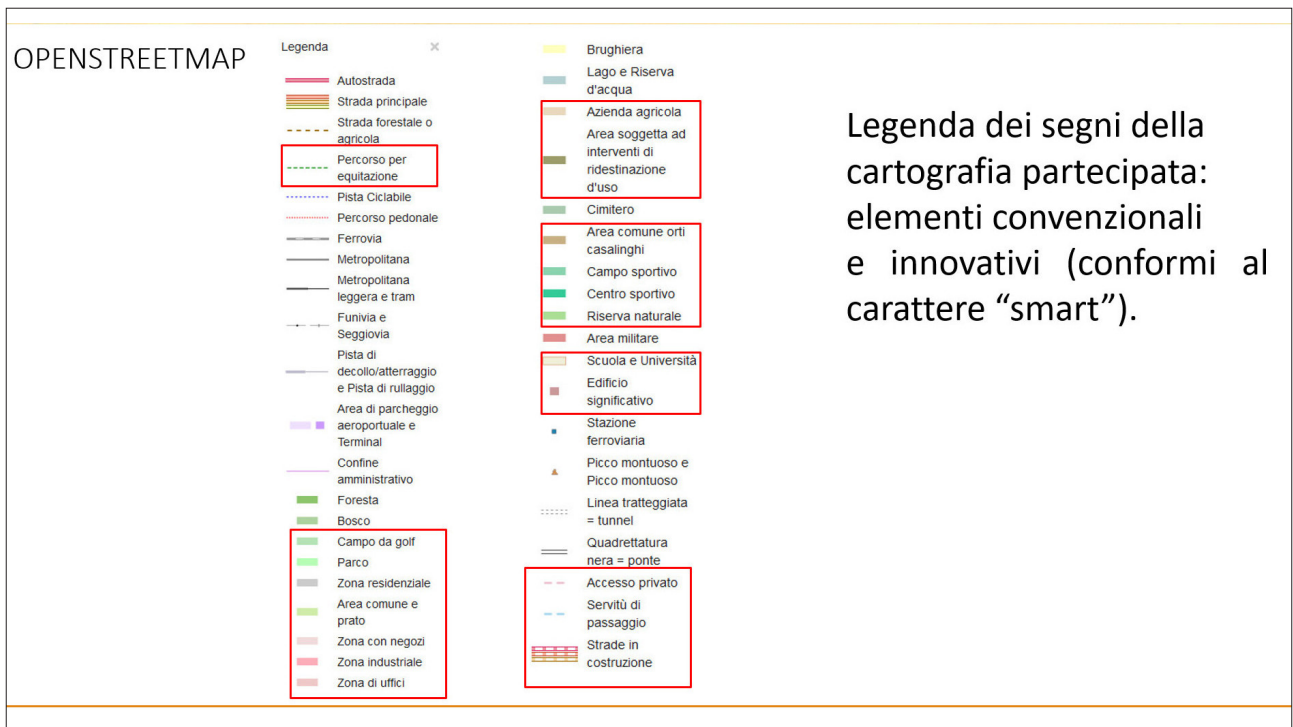 OPENSTREETMAP
Legenda
×
Autostrada
Strada principale
Strada forestale o
agricola
Percorso per
equitazione
Pista Ciclabile
Percorso pedonale
Ferrovia
Metropolitana
Metropolitana
leggera e tram
Funivia e
Seggiovia
Pista di
decollo/atterraggio
e Pista di rullaggio
Area di parcheggio
aeroportuale e
Terminal
Confine
amministrativo
Foresta
Bosco
Campo da golf
Parco
Zona residenziale
Area comune e
prato
Zona con negozi
Zona industriale
Zona di uffici
Brughiera
Lago e Riserva
d'acqua
Azienda agricola
Area soggetta ad
interventi di
ridestinazione
d'uso
Cimitero
Area comune orti
casalinghi
Campo sportivo
Centro sportivo
Riserva naturale
Area militare
Scuola e Università
Edificio
significativo
Stazione
ferroviaria
Picco montuoso e
Picco montuoso
Linea tratteggiata
= tunnel
Quadrettatura
nera = ponte
Accesso privato
Servitù di
passaggio
Strade in
costruzione
Legenda dei segni della
cartografia partecipata:
elementi convenzionali
e innovativi (conformi al
carattere “smart”).